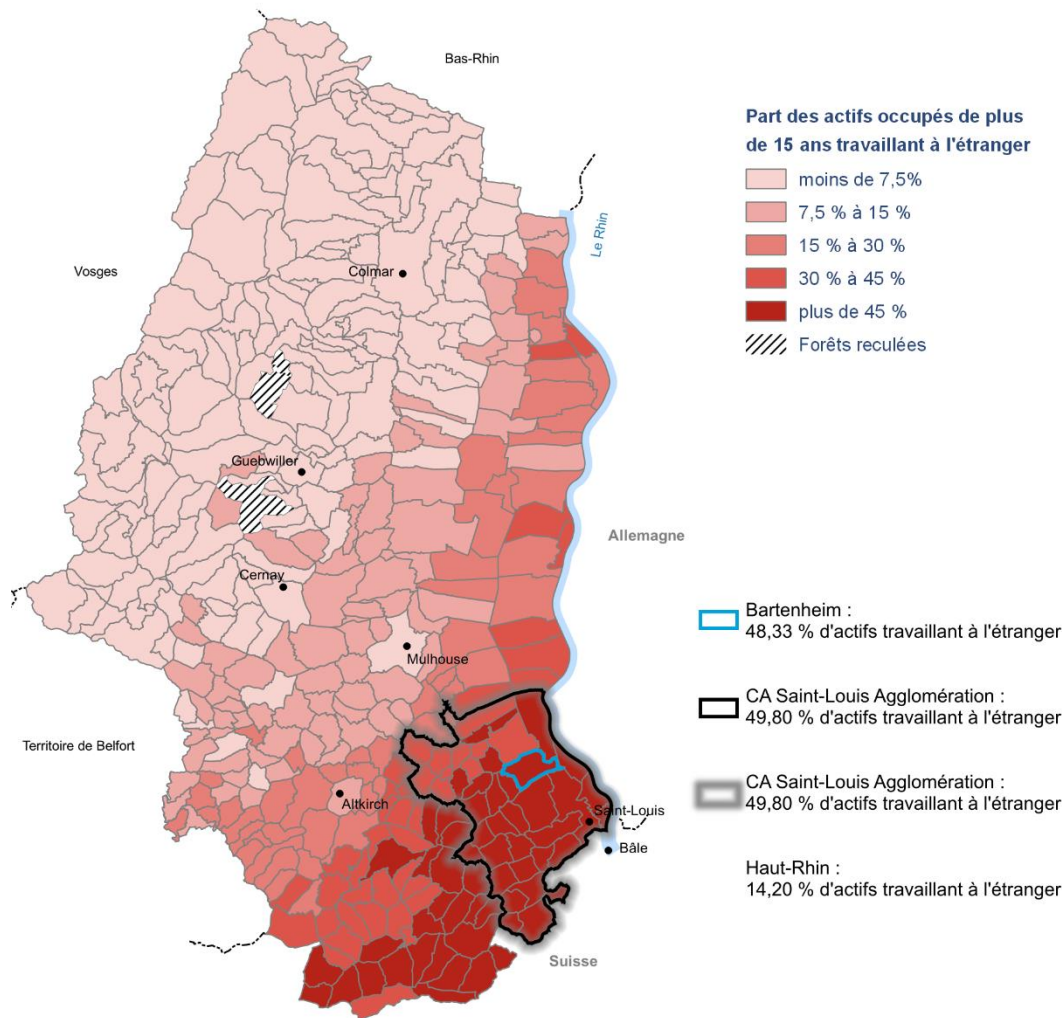 Bas-Rhin
Part des actifs occupés de plus
de 15 ans travaillant à l'étranger
moins de 7,5%
7,5 % à 15 %
15 % à 30 %
30 % à 45 %
plus de 45 %
Forêts reculées
Le Rhin
Vosges
Colmar
Guebwiller
Allemagne
Cernay
Mulhouse
Territoire de Belfort
Altkirch
Saint-Louis
Bâle
Suisse
Bartenheim :
48,33 % d'actifs travaillant à l'étranger
CA Saint-Louis Agglomération :
49,80 % d'actifs travaillant à l'étranger
CA Saint-Louis Agglomération :
49,80 % d'actifs travaillant à l'étranger
Haut-Rhin :
14,20 % d'actifs travaillant à l'étranger